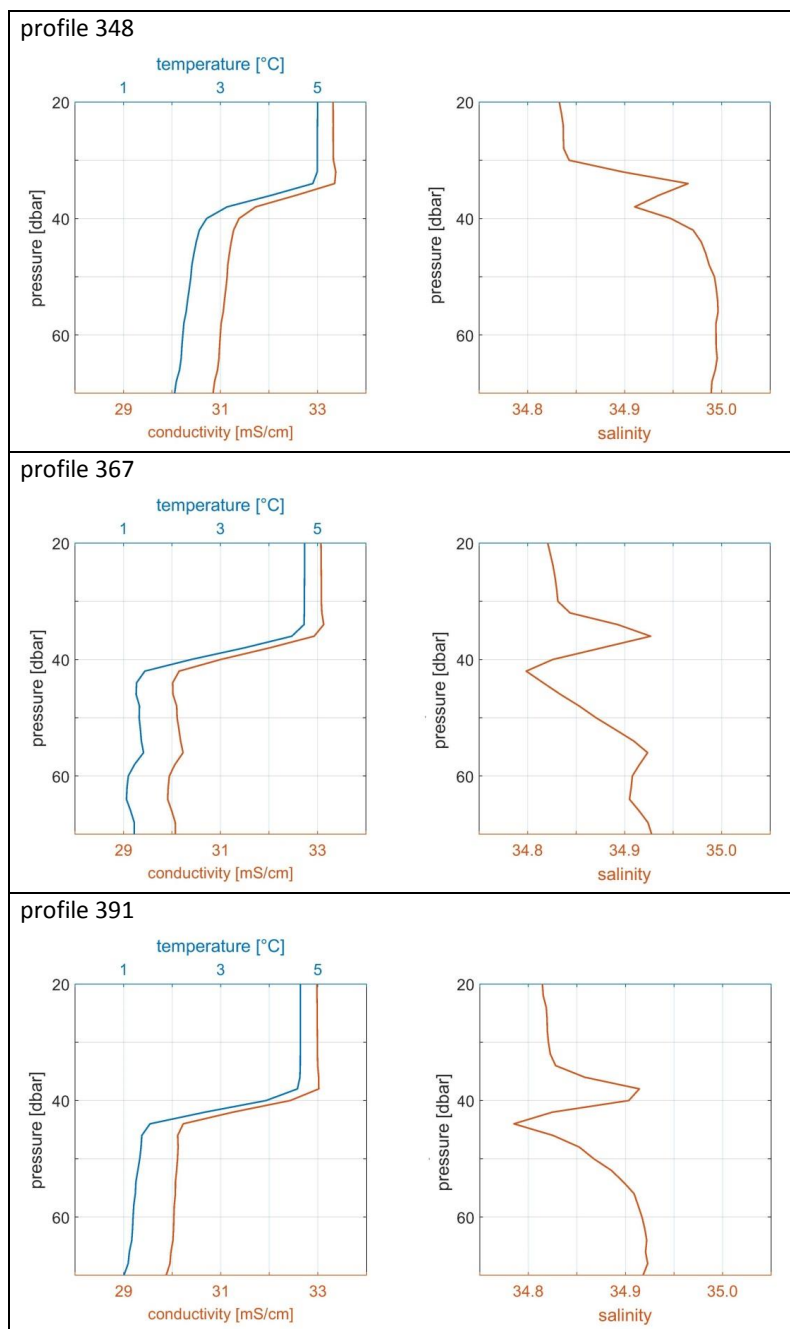 profile 348
temperature [°C]
1 3 5
20
40
60
pressure [dbar]
29 31 33
conductivity [mS/cm]
20
40
60
pressure [dbar]
34.8 34.9 35.0
salinity
profile 367
temperature [°C]
1 3 5
20
40
60
pressure [dbar]
29 31 33
conductivity [mS/cm]
20
40
60
pressure [dbar]
34.8 34.9 35.0
salinity
profile 391
temperature [°C]
1 3 5
20
40
60
pressure [dbar]
29 31 33
conductivity [mS/cm]
20
40
60
pressure [dbar]
34.8 34.9 35.0
salinity